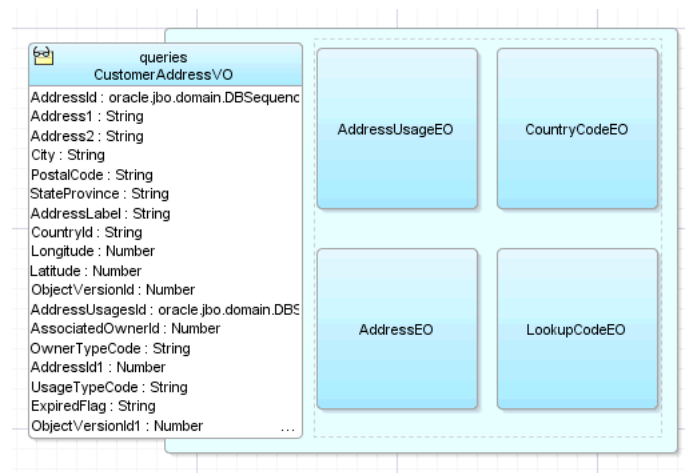 queries
CustomerAddressVO
AddressId : oracle.jbo.domain.DBSequenc
Address1 : String
Address2 : String
City : String
PostalCode : String
StateProvince : String
AddressLabel : String
CountryId : String
Longitude : Number
Latitude : Number
ObjectVersionId : Number
AddressUsagesId : oracle.jbo.domain.DBS
AssociatedOwnerId : Number
OwnerTypeCode : String
AddressId1 : Number
UsageTypeCode : String
ExpiredFlag : String
ObjectVersionId1 : Number ...
AddressUsageEO
CountryCodeEO
AddressEO
LookupCodeEO